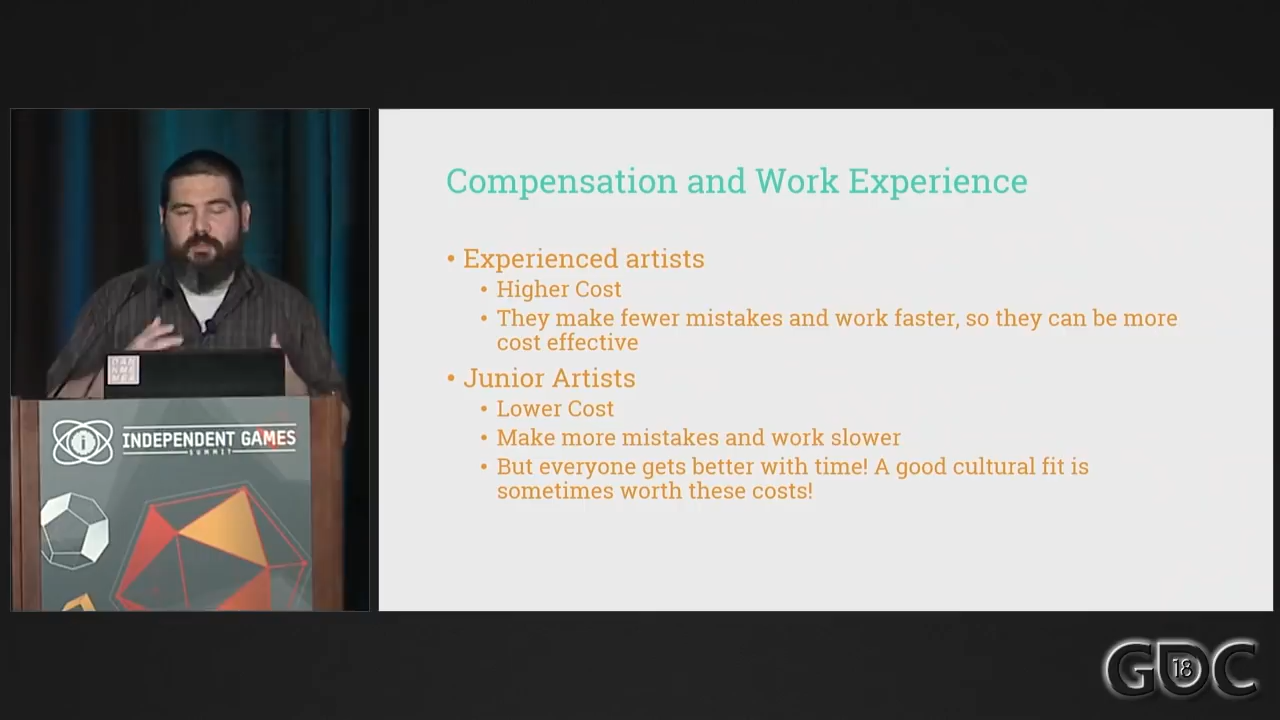 Compensation and Work Experience
• Experienced artists
• Higher Cost
• They make fewer mistakes and work faster, so they can be more
cost effective
• Junior Artists
• Lower Cost
• Make more mistakes and work slower
• But everyone gets better with time! A good cultural fit is
sometimes worth these costs!
INDEPENDENT GAMES
SUMMIT
GDC
18